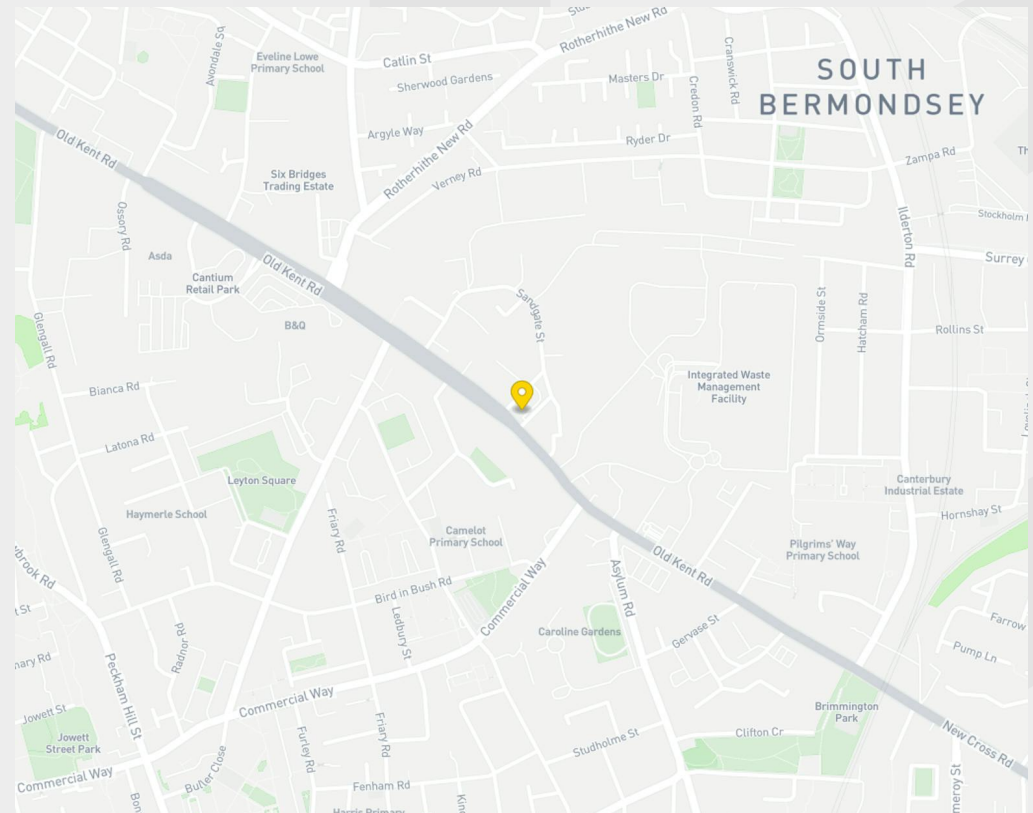 Avondale Sq
Eveline Lowe
Primary School
Catlin St
Sherwood Gardens
Rotherhithe New Rd
Masters Dr
Cranswick Rd
Credon Rd
SOUTH
BERMONDSEY
Old Kent Rd
Argyle Way
Rotherhithe New Rd
Ryder Dr
Zampa Rd
Six Bridges
Trading Estate
Verney Rd
Ossory Rd
Ilderton Rd
Stockholm
Asda
Old Kent Rd
Cantium
Retail Park
Surrey
B&Q
Sandgate St
Ormside St
Hatcham Rd
Rollins St
Glengall Rd
Bianca Rd
Integrated Waste
Management
Facility
Latona Rd
Leyton Square
Canterbury
Industrial Estate
Haymerle School
Friary Rd
Hornshay St
Camelot
Primary School
Pilgrims' Way
Primary School
Glengall Rd
Old Kent Rd
Bird in Bush Rd
Commercial Way
Asylum Rd
Ledbury St
Caroline Gardens
Gervase St
Farrow
Radnor Rd
Pump Ln
Peckham Hill St
Commercial Way
Jowett St
Brimmington
Park
Jowett
Street Park
Friary Rd
Furley Rd
Studholme St
Clifton Cr
New Cross Rd
Commercial Way
Butler Close
Fenham Rd
Harris Primary